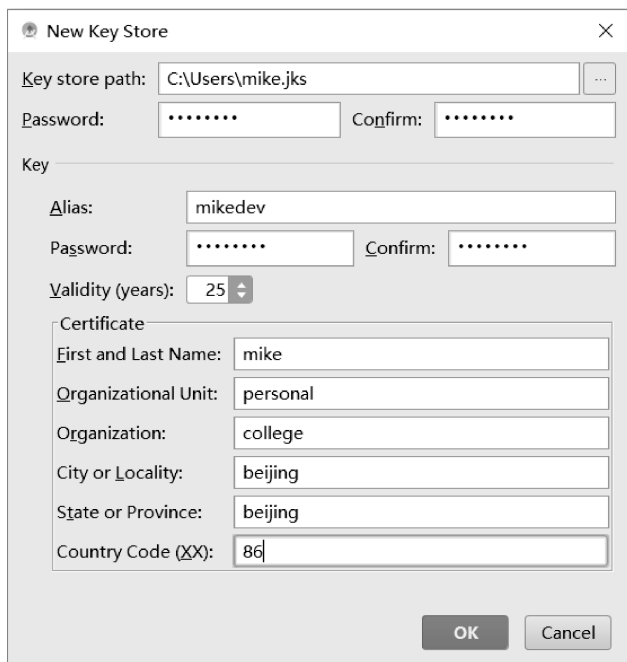 New Key Store
Key store path: C:\Users\mike.jks ...
Password: •••••••• Confirm: ••••••••
Key
Alias: mikedev
Password: •••••••• Confirm: ••••••••
Validity (years): 25
Certificate
First and Last Name: mike
Organizational Unit: personal
Organization: college
City or Locality: beijing
State or Province: beijing
Country Code (XX): 86
OK Cancel